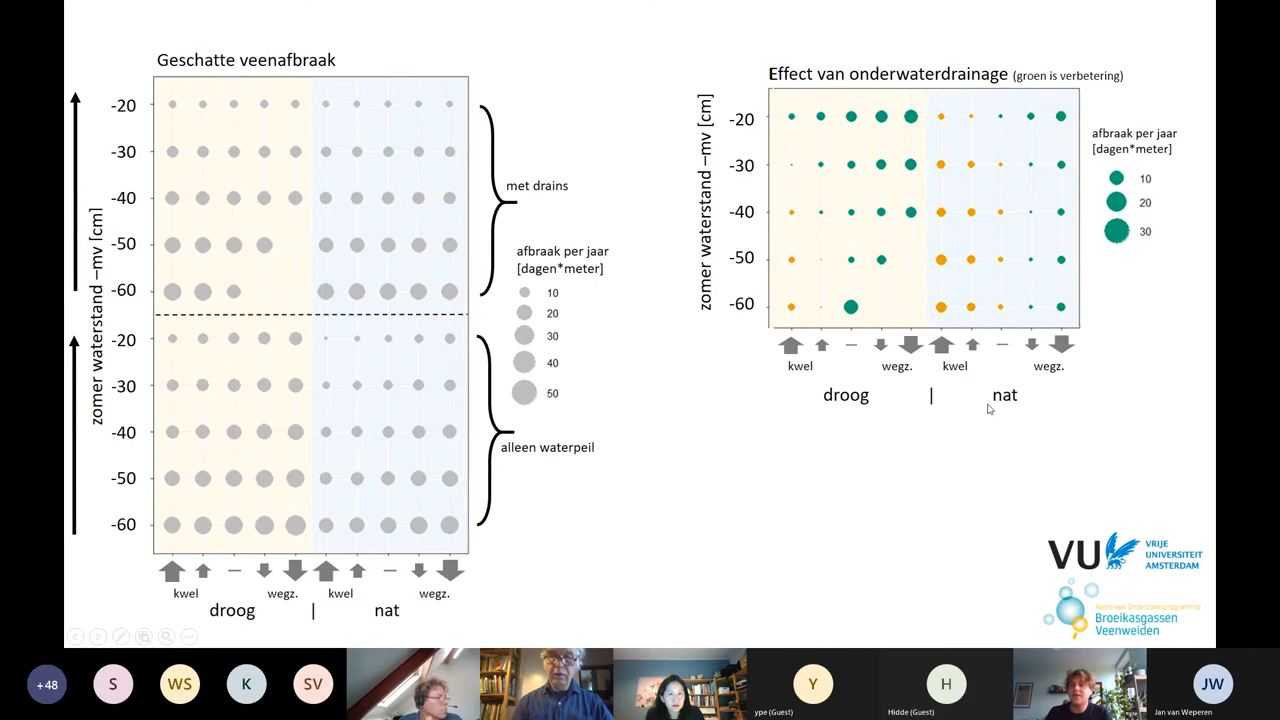 Geschatte veenafbraak
zomer waterstand –mv [cm]
-20
-30
-40
-50
-60
-20
-30
-40
-50
-60
kwel
wegz.
kwel
wegz.
droog
|
nat
met drains
afbraak per jaar
[dagen*meter]
10
20
30
40
50
alleen waterpeil
Effect van onderwaterdrainage (groen is verbetering)
zomer waterstand –mv [cm]
-20
-30
-40
-50
-60
kwel
wegz.
kwel
wegz.
droog
|
nat
afbraak per jaar
[dagen*meter]
10
20
30
VU
VRIJE
UNIVERSITEIT
AMSTERDAM
Nationaal Onderzoeksprogramma
Broeikasgassen
Veenweiden
+48
S
WS
K
SV
Y
ype (Guest)
H
Hidde (Guest)
JW
Jan van Weperen